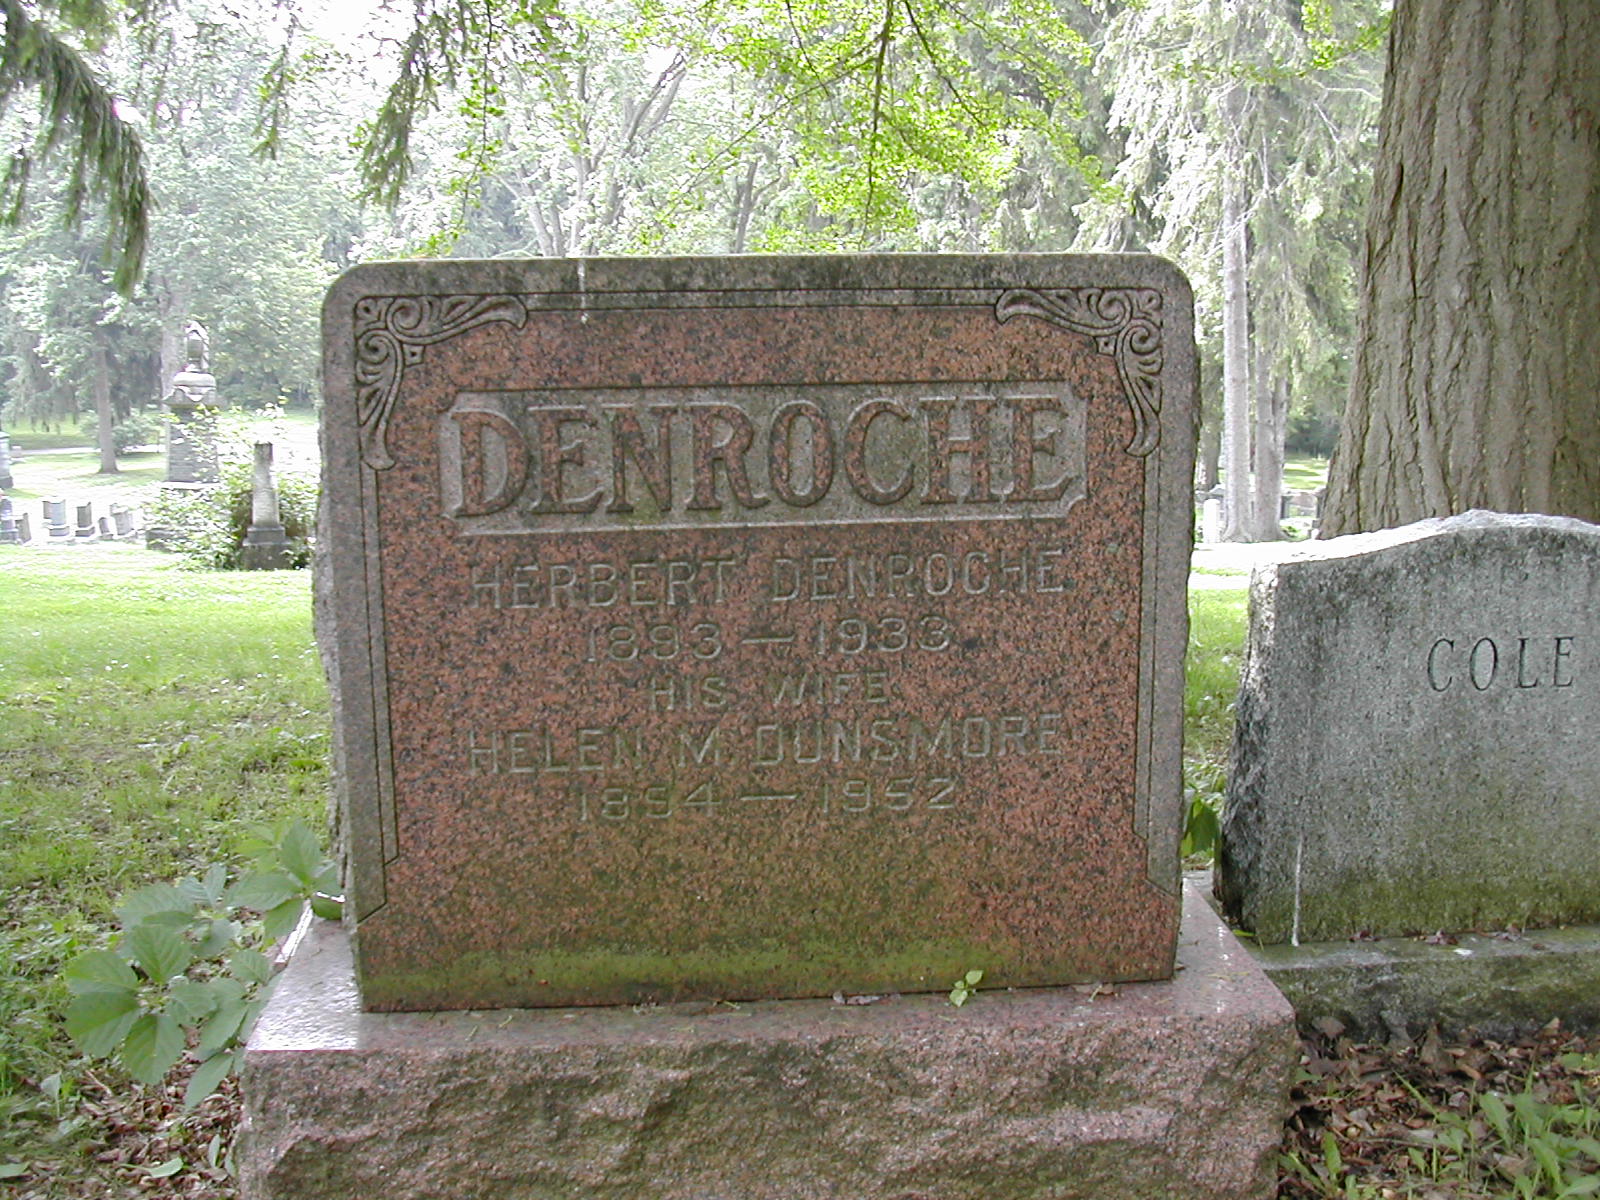 DENROCHE
HERBERT DENROCHE
1893 — 1933
HIS WIFE
HELEN M. DUNSMORE
1894 — 1952
COLE